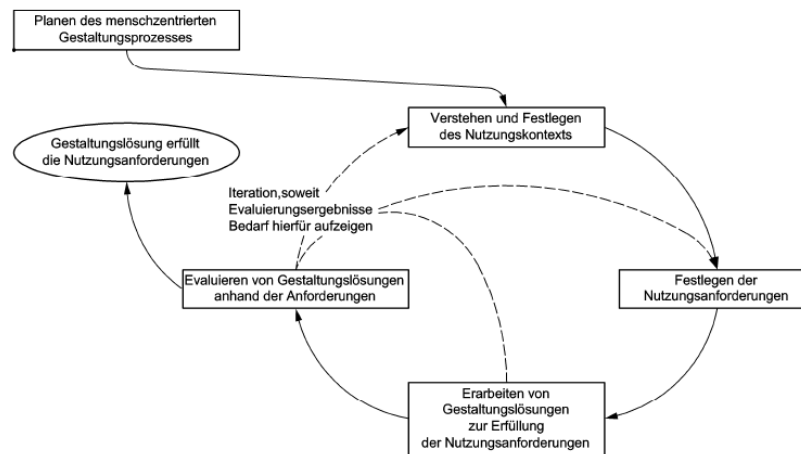 Planen des menschzentrierten
Gestaltungsprozesses
Verstehen und Festlegen
des Nutzungskontexts
Gestaltungslösung erfüllt
die Nutzungsanforderungen
Iteration,soweit
Evaluierungsergebnisse
Bedarf hierfür aufzeigen
Evaluieren von Gestaltungslösungen
anhand der Anforderungen
Festlegen der
Nutzungsanforderungen
Erarbeiten von
Gestaltungslösungen
zur Erfüllung
der Nutzungsanforderungen